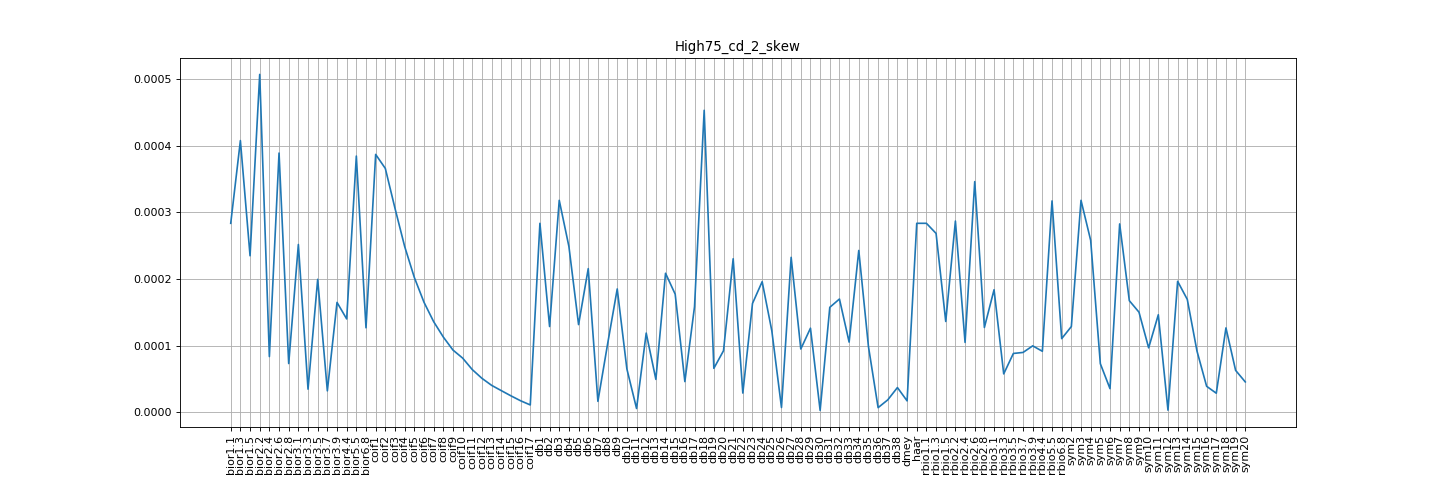 High75_cd_2_skew
0.0005
0.0004
0.0003
0.0002
0.0001
0.0000
bior1.1
bior1.3
bior1.5
bior2.2
bior2.4
bior2.6
bior2.8
bior3.1
bior3.3
bior3.5
bior3.7
bior3.9
bior4.4
bior5.5
bior6.8
coif1
coif2
coif3
coif4
coif5
coif6
coif7
coif8
coif9
coif10
coif11
coif12
coif13
coif14
coif15
coif16
coif17
db1
db2
db3
db4
db5
db6
db7
db8
db9
db10
db11
db12
db13
db14
db15
db16
db17
db18
db19
db20
db21
db22
db23
db24
db25
db26
db27
db28
db29
db30
db31
db32
db33
db34
db35
db36
db37
db38
dmey
haar
rbio1.1
rbio1.3
rbio1.5
rbio2.2
rbio2.4
rbio2.6
rbio2.8
rbio3.1
rbio3.3
rbio3.5
rbio3.7
rbio3.9
rbio4.4
rbio5.5
rbio6.8
sym2
sym3
sym4
sym5
sym6
sym7
sym8
sym9
sym10
sym11
sym12
sym13
sym14
sym15
sym16
sym17
sym18
sym19
sym20